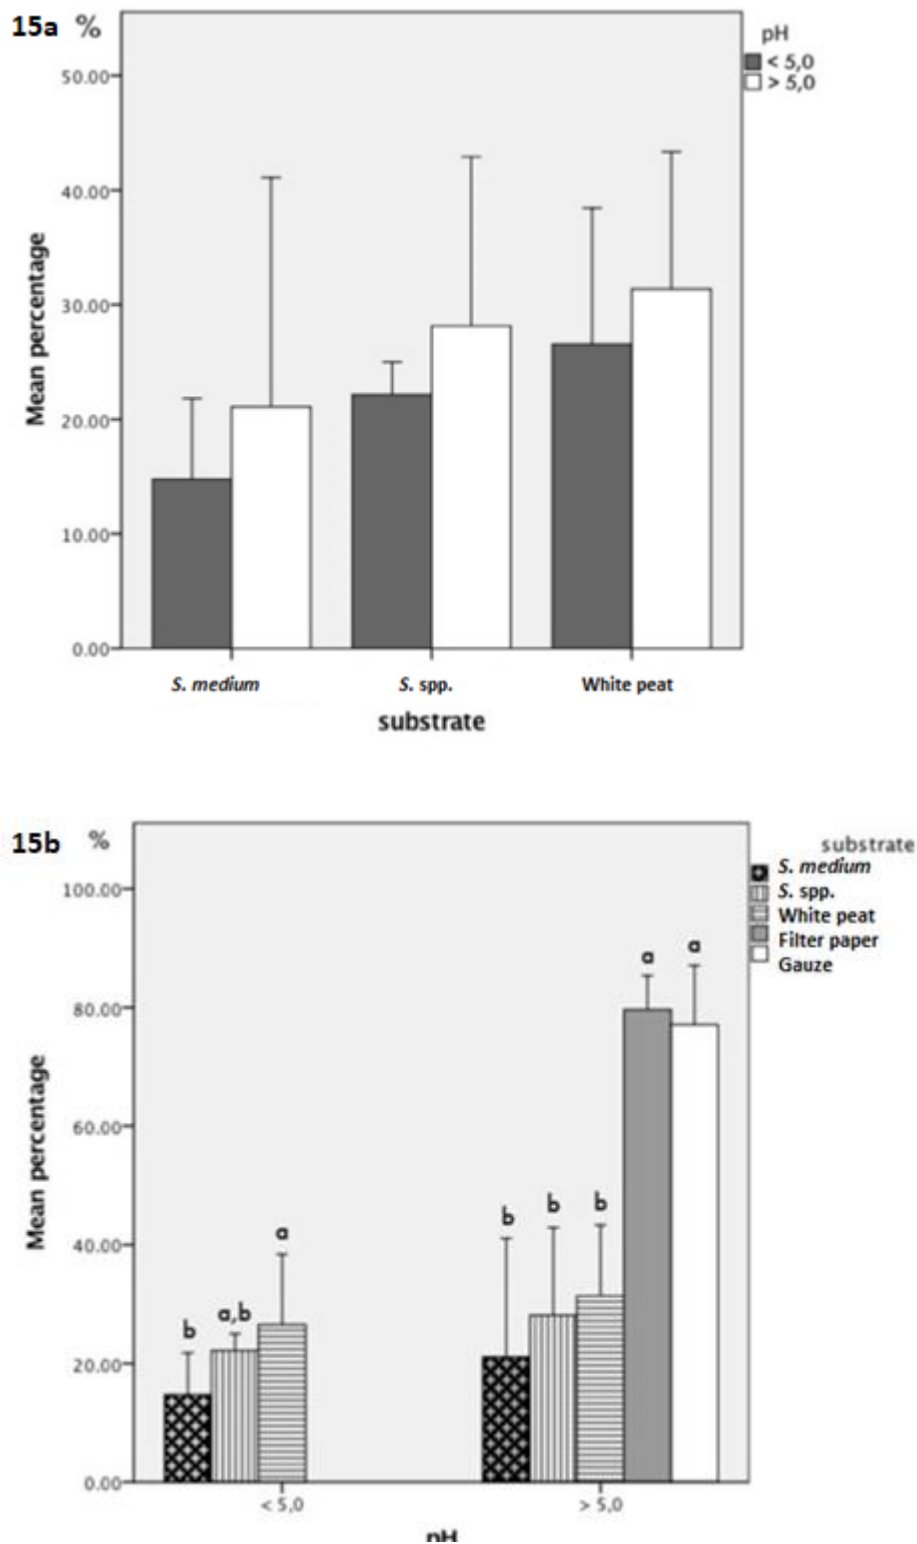 15a %
pH
< 5,0
> 5,0
50.00
40.00
30.00
20.00
10.00
0.00
Mean percentage
S. medium S. spp. White peat
substrate
15b %
substrate
S. medium
S. spp.
White peat
Filter paper
Gauze
100.00
80.00
60.00
40.00
20.00
0.00
Mean percentage
b a,b a b b b a a
< 5,0 > 5,0
pH